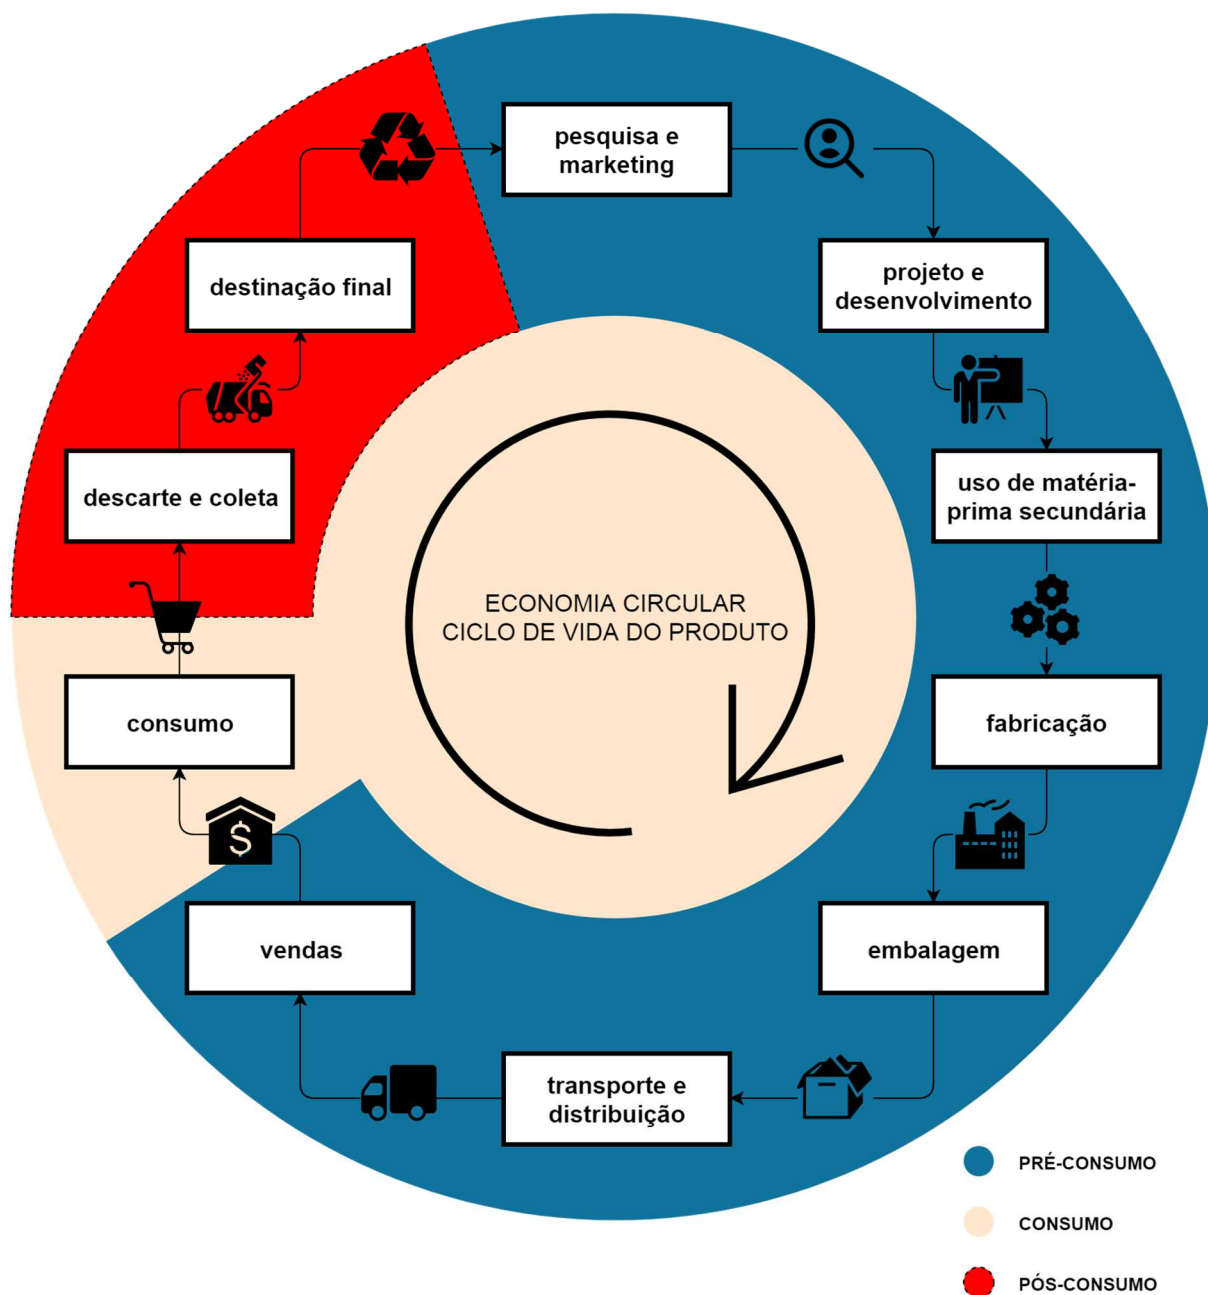 pesquisa e
marketing
projeto e
desenvolvimento
uso de matéria-
prima secundária
fabricação
embalagem
transporte e
distribuição
vendas
consumo
descarte e coleta
destinação final
ECONOMIA CIRCULAR
CICLO DE VIDA DO PRODUTO
$
PRÉ-CONSUMO
CONSUMO
PÓS-CONSUMO